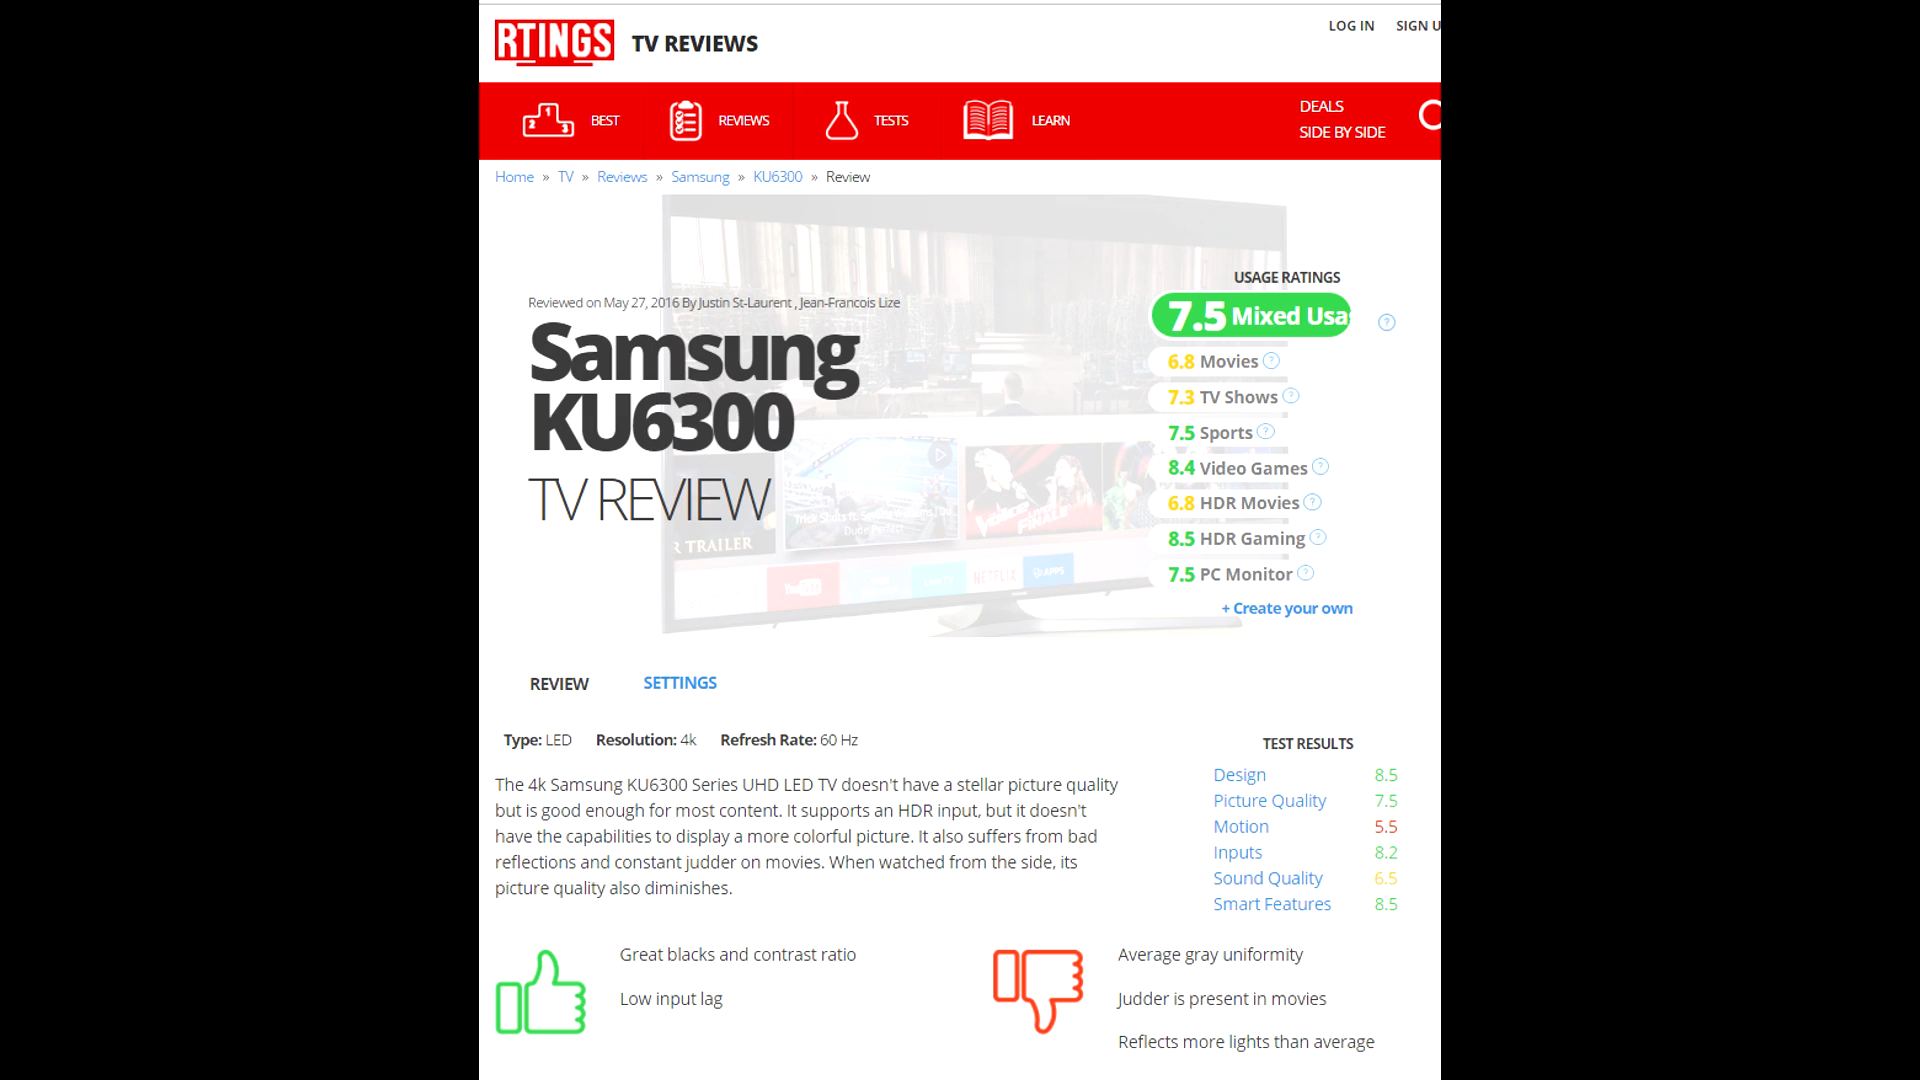 RTINGS TV REVIEWS
LOG IN SIGN U
1 2 3 BEST REVIEWS TESTS LEARN
DEALS
SIDE BY SIDE
Home » TV » Reviews » Samsung » KU6300 » Review
Reviewed on May 27, 2016 By Justin St-Laurent , Jean-Francois Lize
Samsung
KU6300
TV REVIEW
USAGE RATINGS
7.5 Mixed Usa
6.8 Movies ?
7.3 TV Shows ?
7.5 Sports ?
8.4 Video Games ?
6.8 HDR Movies ?
8.5 HDR Gaming ?
7.5 PC Monitor ?
+ Create your own
R TRAILER
Dude Perfect
FINALE
YouTube
NETFLIX
APPS
REVIEW SETTINGS
Type: LED Resolution: 4k Refresh Rate: 60 Hz
The 4k Samsung KU6300 Series UHD LED TV doesn't have a stellar picture quality
but is good enough for most content. It supports an HDR input, but it doesn't
have the capabilities to display a more colorful picture. It also suffers from bad
reflections and constant judder on movies. When watched from the side, its
picture quality also diminishes.
TEST RESULTS
Design 8.5
Picture Quality 7.5
Motion 5.5
Inputs 8.2
Sound Quality 6.5
Smart Features 8.5
Great blacks and contrast ratio
Low input lag
Average gray uniformity
Judder is present in movies
Reflects more lights than average